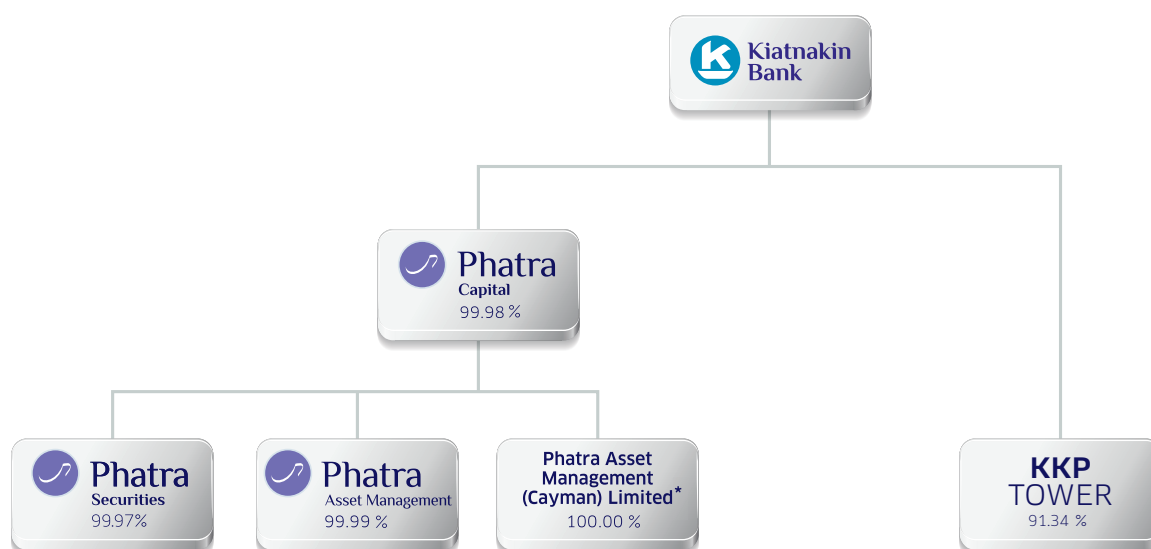 Kiatnakin
Bank
Phatra
Capital
99.98 %
Phatra
Securities
99.97%
Phatra
Asset Management
99.99 %
Phatra Asset
Management
(Cayman) Limited*
100.00 %
KKP
TOWER
91.34 %